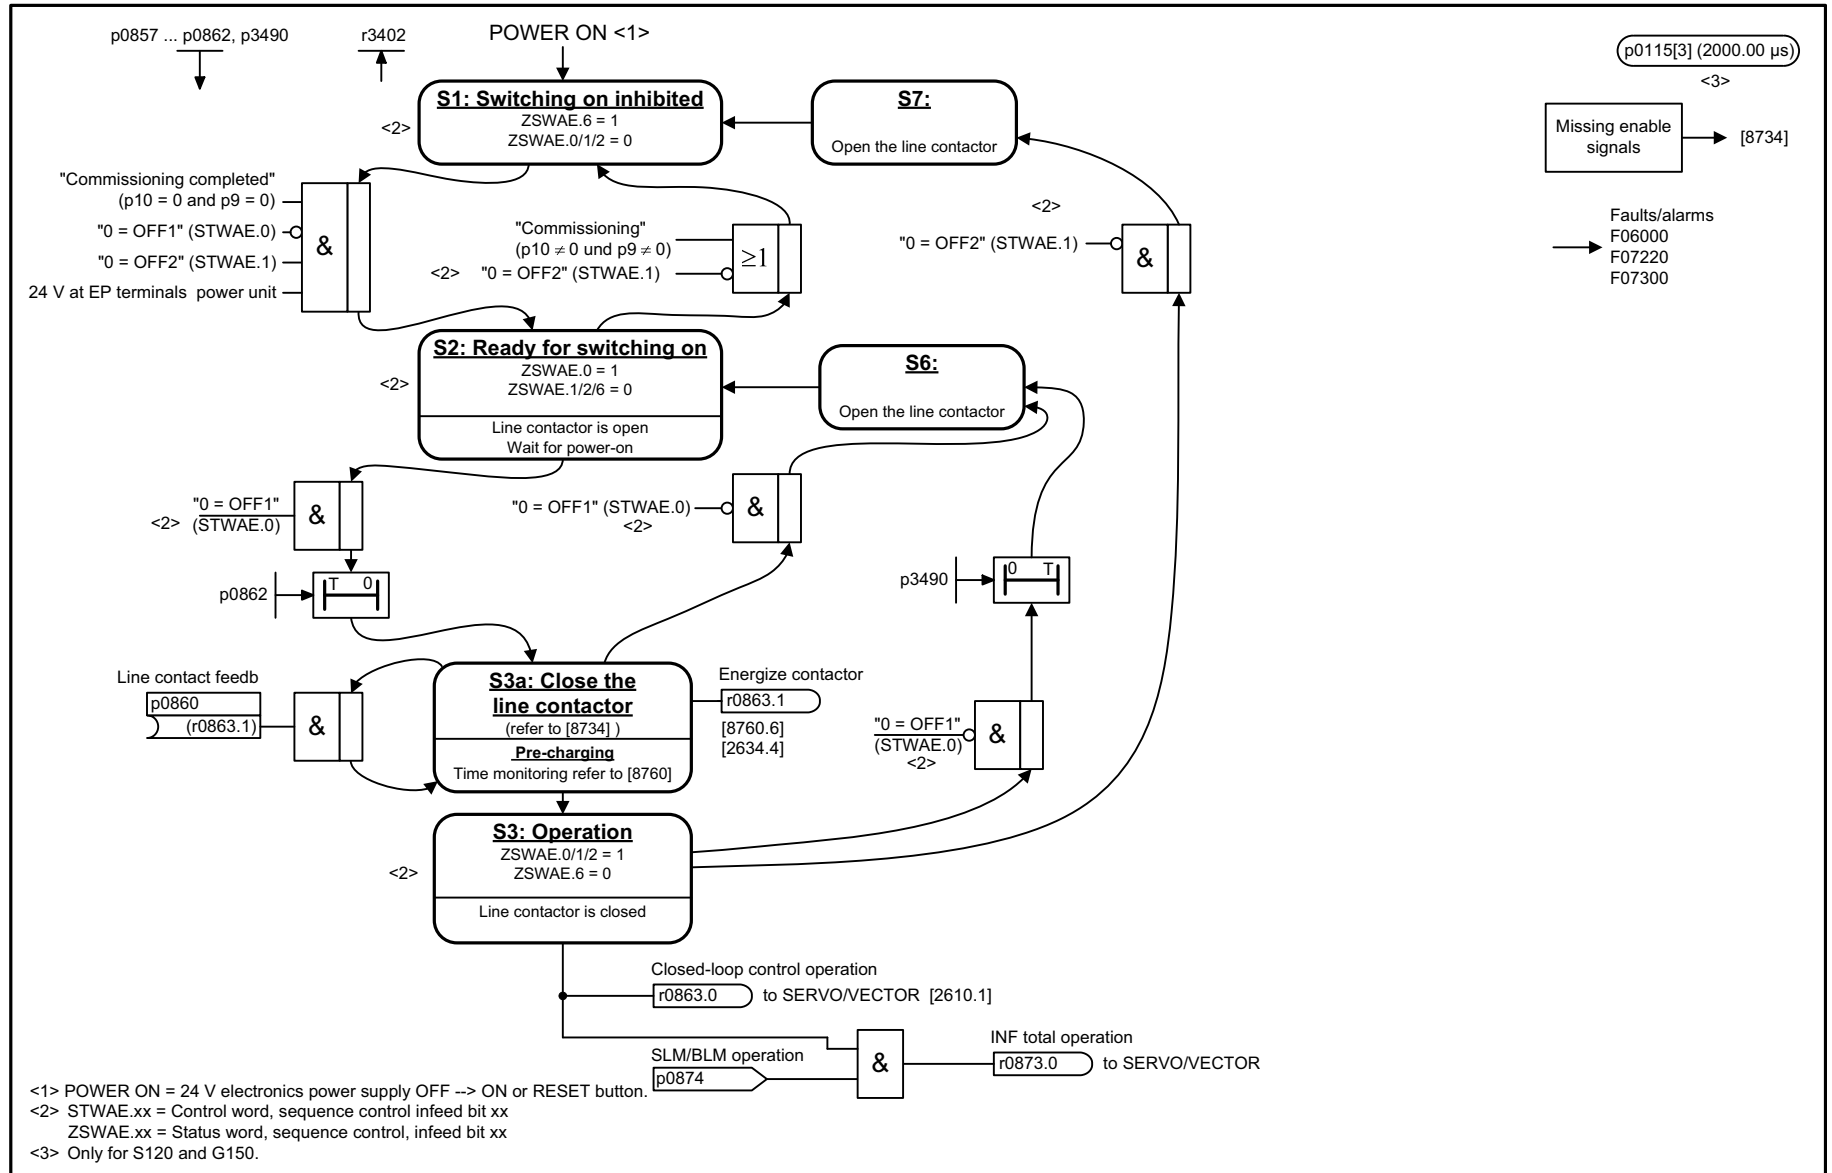 p0857 ... p0862, p3490
r3402
POWER ON <1>
p0115[3] (2000.00 µs)
<3>
S1: Switching on inhibited
ZSWAE.6 = 1
ZSWAE.0/1/2 = 0
<2>
S7:
Open the line contactor
Missing enable
signals
[8734]
"Commissioning completed"
(p10 = 0 and p9 = 0)
"0 = OFF1" (STWAE.0)
"0 = OFF2" (STWAE.1)
24 V at EP terminals power unit
&
"Commissioning"
(p10 ≠ 0 und p9 ≠ 0)
<2> "0 = OFF2" (STWAE.1)
≥1
<2>
"0 = OFF2" (STWAE.1)
&
Faults/alarms
F06000
F07220
F07300
S2: Ready for switching on
ZSWAE.0 = 1
ZSWAE.1/2/6 = 0
<2>
Line contactor is open
Wait for power-on
S6:
Open the line contactor
"0 = OFF1"
<2> (STWAE.0)
&
"0 = OFF1" (STWAE.0)
<2>
&
p0862
T 0
p3490
0 T
Line contact feedb
p0860
(r0863.1)
&
S3a: Close the
line contactor
(refer to [8734] )
Pre-charging
Time monitoring refer to [8760]
Energize contactor
r0863.1
[8760.6]
[2634.4]
"0 = OFF1"
(STWAE.0)
<2>
&
S3: Operation
ZSWAE.0/1/2 = 1
ZSWAE.6 = 0
<2>
Line contactor is closed
Closed-loop control operation
r0863.0
to SERVO/VECTOR [2610.1]
SLM/BLM operation
p0874
&
INF total operation
r0873.0
to SERVO/VECTOR
<1> POWER ON = 24 V electronics power supply OFF --> ON or RESET button.
<2> STWAE.xx = Control word, sequence control infeed bit xx
ZSWAE.xx = Status word, sequence control, infeed bit xx
<3> Only for S120 and G150.